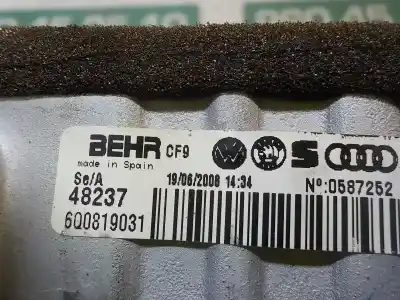 BEHR CF9
made in Spain
Se/A 19/06/2008 14:34 Nº:0587252
48237
6Q0819031